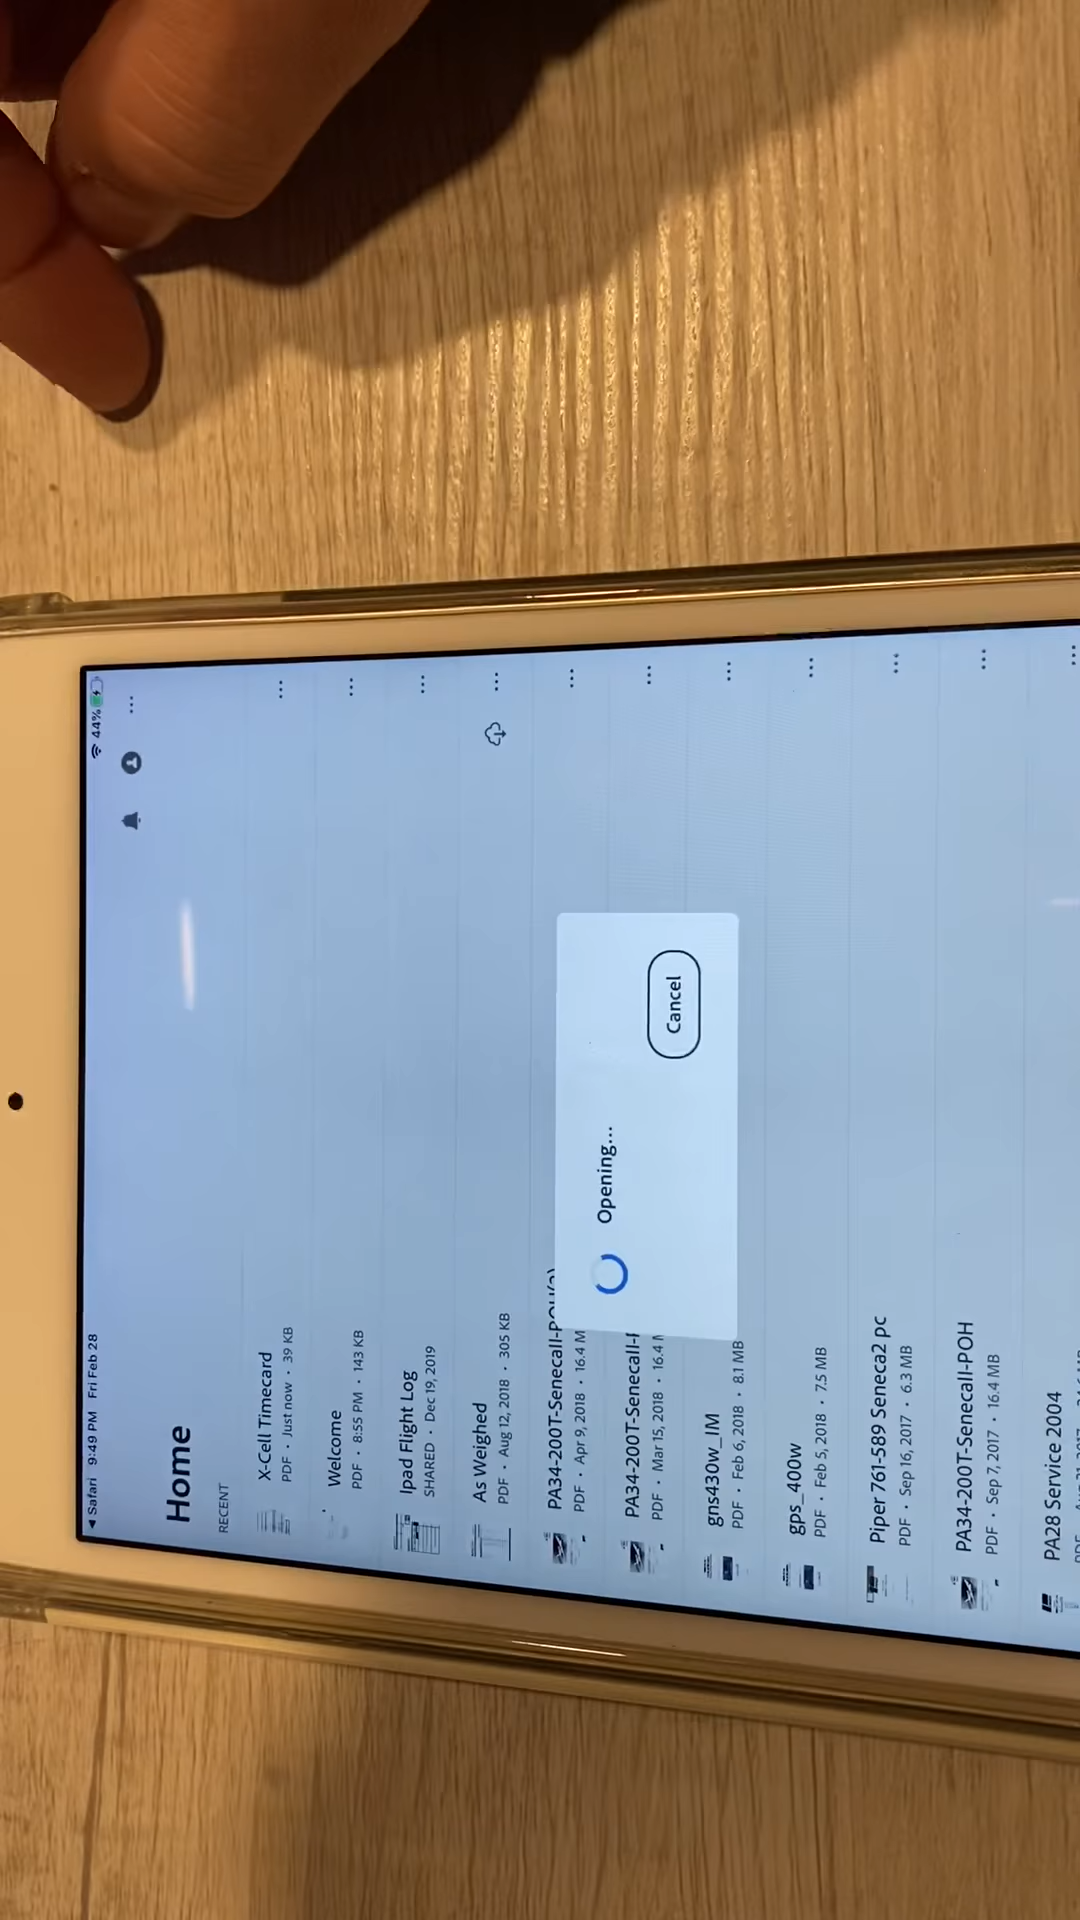 ◀ Safari 9:49 PM Fri Feb 28
44%
Home
RECENT
X-Cell Timecard
PDF • Just now • 39 KB
Welcome
PDF • 8:55 PM • 143 KB
Ipad Flight Log
SHARED • Dec 19, 2019
As Weighed
PDF • Aug 12, 2018 • 305 KB
PA34-200T-Senecall-POH(2)
PDF • Apr 9, 2018 • 16.4 M
PA34-200T-Senecall-
PDF • Mar 15, 2018 • 16.4
Opening...
Cancel
gns430w_IM
PDF • Feb 6, 2018 • 8.1 MB
gps_400w
PDF • Feb 5, 2018 • 7.5 MB
Piper 761-589 Seneca2 pc
PDF • Sep 16, 2017 • 6.3 MB
PA34-200T-Senecall-POH
PDF • Sep 7, 2017 • 16.4 MB
PA28 Service 2004
PDF